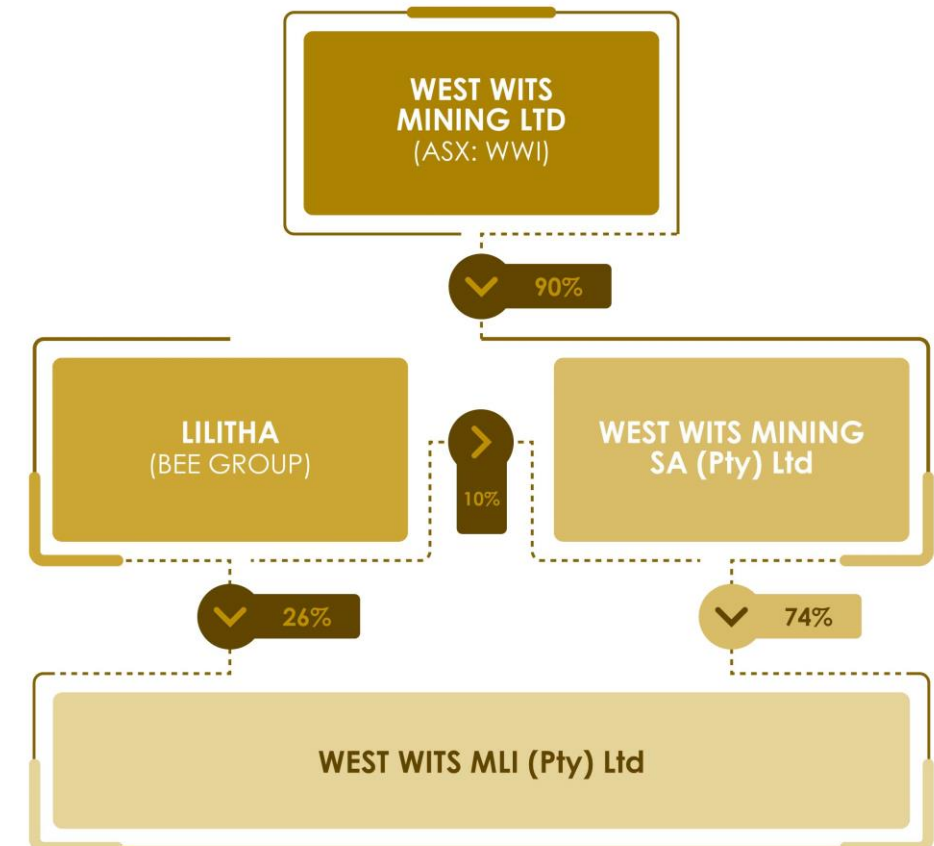 WEST WITS
MINING LTD
(ASX: WWI)
90%
LILITHA
(BEE GROUP)
10%
WEST WITS MINING
SA (Pty) Ltd
26%
74%
WEST WITS MLI (Pty) Ltd